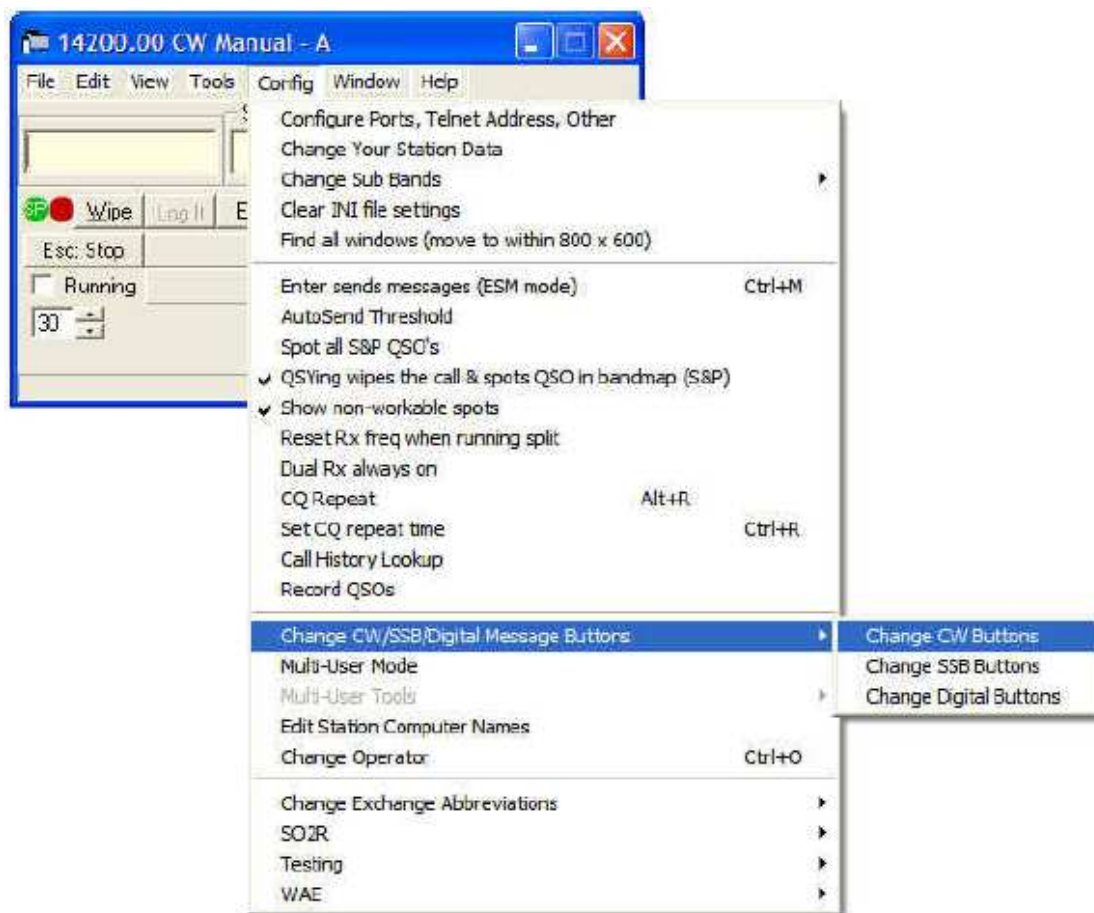 14200.00 CW Manual - A
File Edit View Tools Config Window Help
Wipe Log It E
Esc: Stop
Running
30
Configure Ports, Telnet Address, Other
Change Your Station Data
Change Sub Bands
Clear INI file settings
Find all windows (move to within 800 x 600)
Enter sends messages (ESM mode) Ctrl+M
AutoSend Threshold
Spot all S&P QSO's
QSYing wipes the call & spots QSO in bandmap (S&P)
Show non-workable spots
Reset Rx freq when running split
Dual Rx always on
CQ Repeat Alt+R
Set CQ repeat time Ctrl+R
Call History Lookup
Record QSOs
Change CW/SSB/Digital Message Buttons
Change CW Buttons
Change SSB Buttons
Change Digital Buttons
Multi-User Mode
Multi-User Tools
Edit Station Computer Names
Change Operator Ctrl+O
Change Exchange Abbreviations
SO2R
Testing
WAE